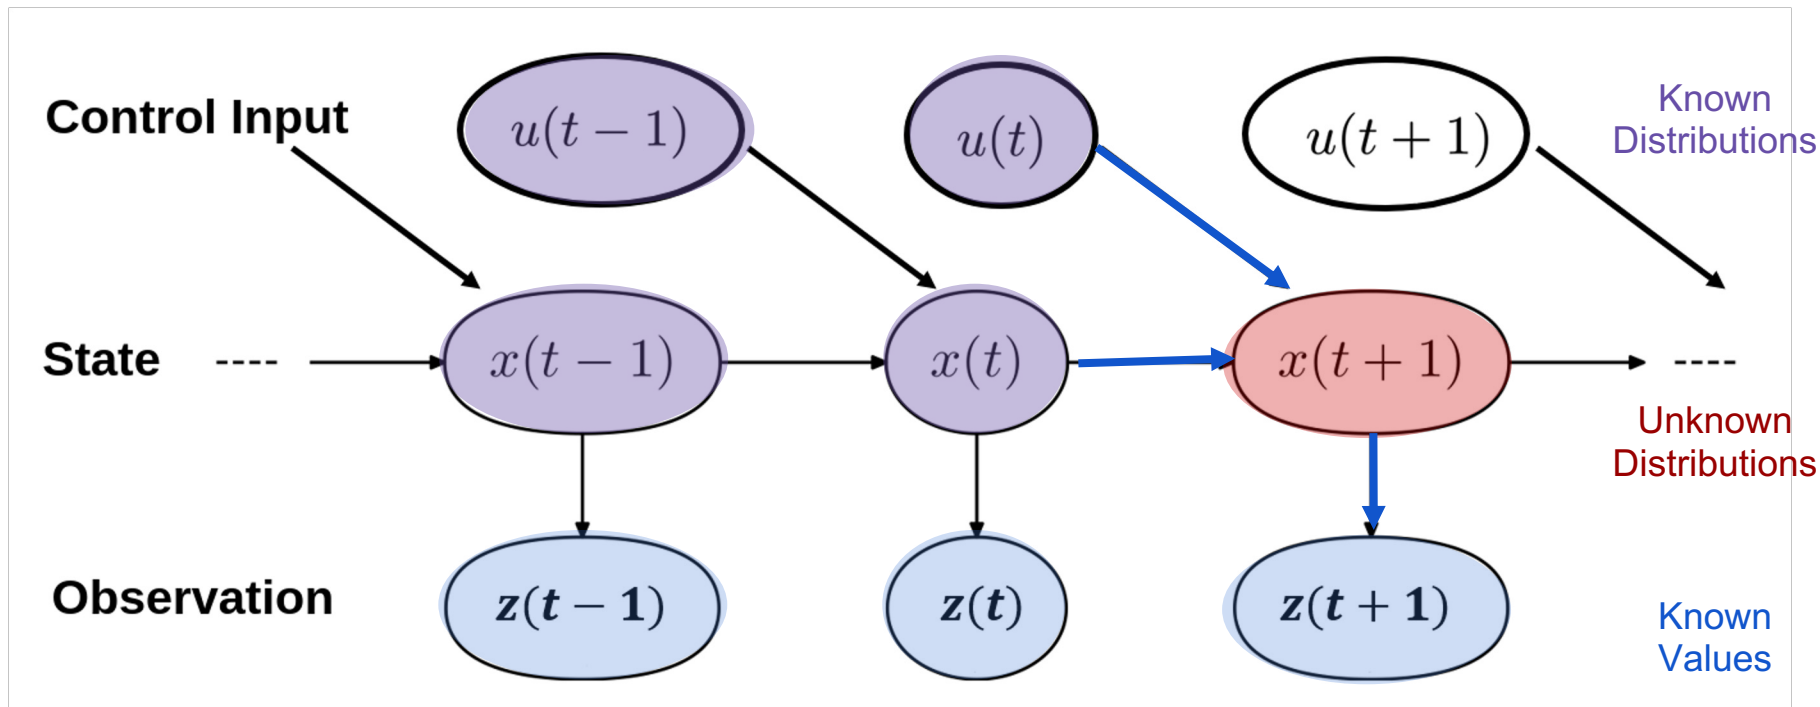 Control Input
u(t − 1)
u(t)
u(t + 1)
Known
Distributions
State
----
x(t − 1)
x(t)
x(t + 1)
----
Unknown
Distributions
Observation
z(t − 1)
z(t)
z(t + 1)
Known
Values